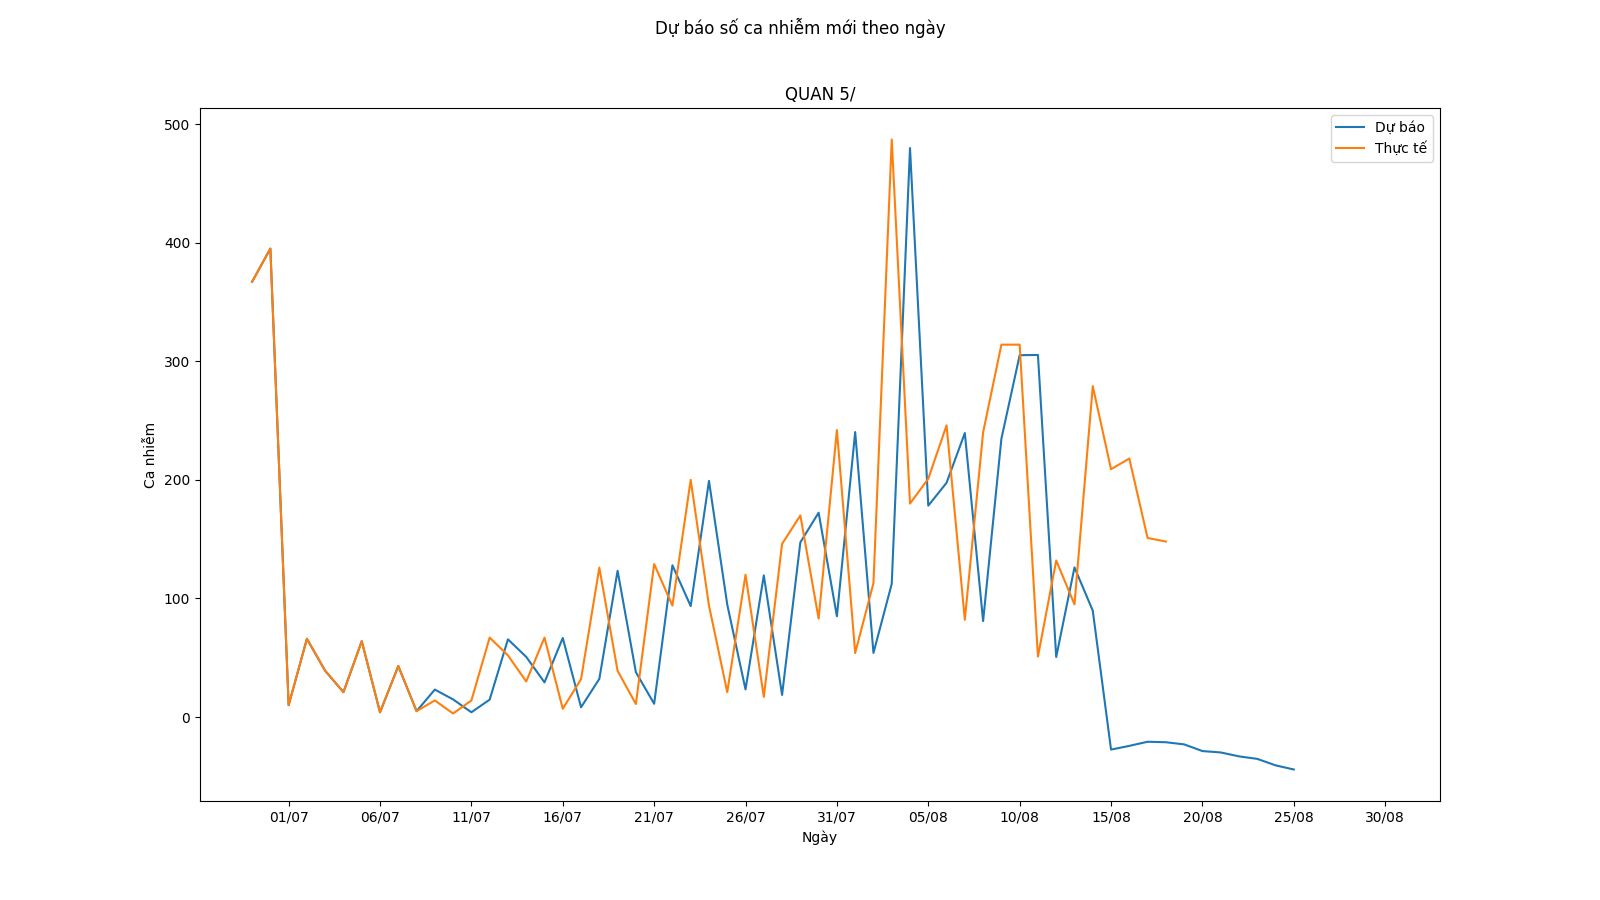 Dự báo số ca nhiễm mới theo ngày
QUAN 5/
Dự báo
Thực tế
500
400
300
200
100
0
Ca nhiễm
01/07 06/07 11/07 16/07 21/07 26/07 31/07 05/08 10/08 15/08 20/08 25/08 30/08
Ngày